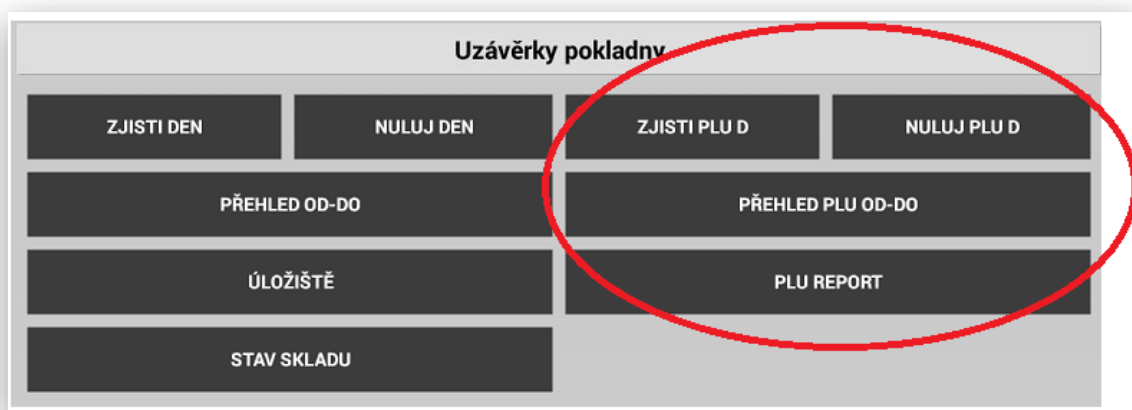 Uzávěrky pokladny
ZJISTI DEN NULUJ DEN ZJISTI PLU D NULUJ PLU D
PŘEHLED OD-DO PŘEHLED PLU OD-DO
ÚLOŽIŠTĚ PLU REPORT
STAV SKLADU